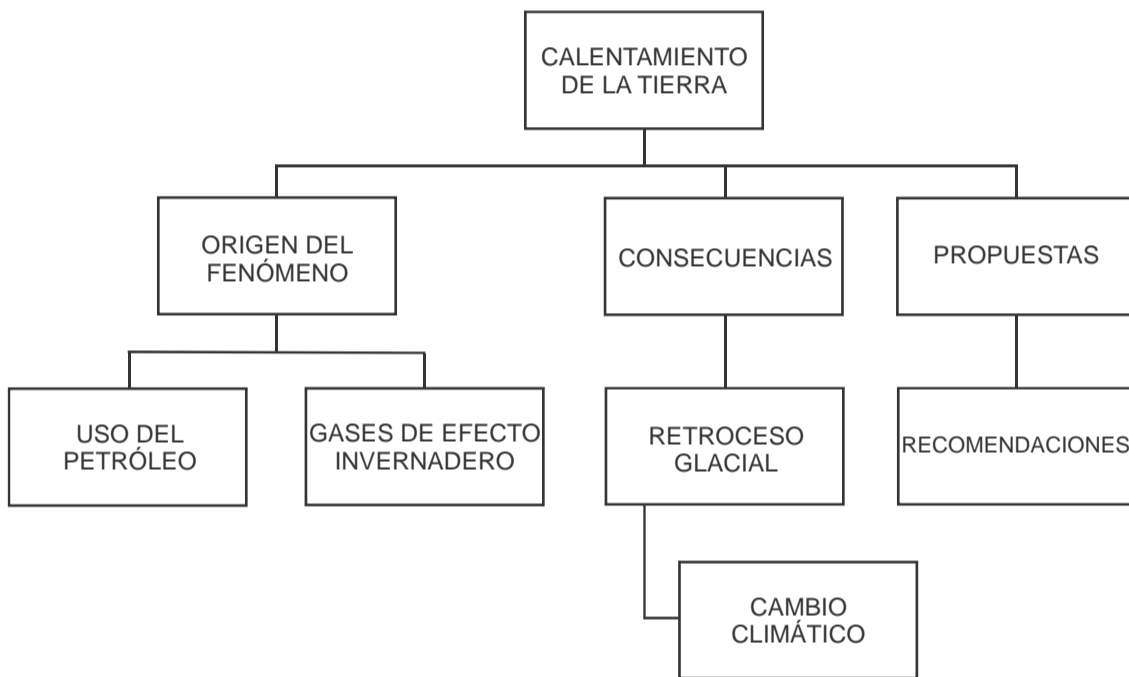 CALENTAMIENTO
DE LA TIERRA
ORIGEN DEL
FENÓMENO
CONSECUENCIAS
PROPUESTAS
USO DEL
PETRÓLEO
GASES DE EFECTO
INVERNADERO
RETROCESO
GLACIAL
RECOMENDACIONES
CAMBIO
CLIMÁTICO